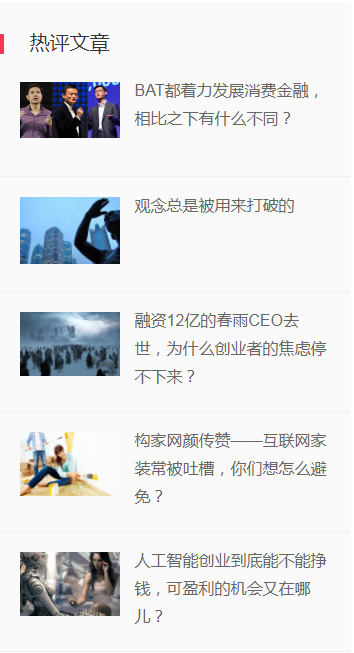 热评文章
BAT都着力发展消费金融，
相比之下有什么不同？
观念总是被用来打破的
融资12亿的春雨CEO去
世，为什么创业者的焦虑停
不下来？
构家网颜传赞——互联网家
装常被吐槽，你们想怎么避
免？
人工智能创业到底能不能挣
钱，可盈利的机会又在哪
儿？